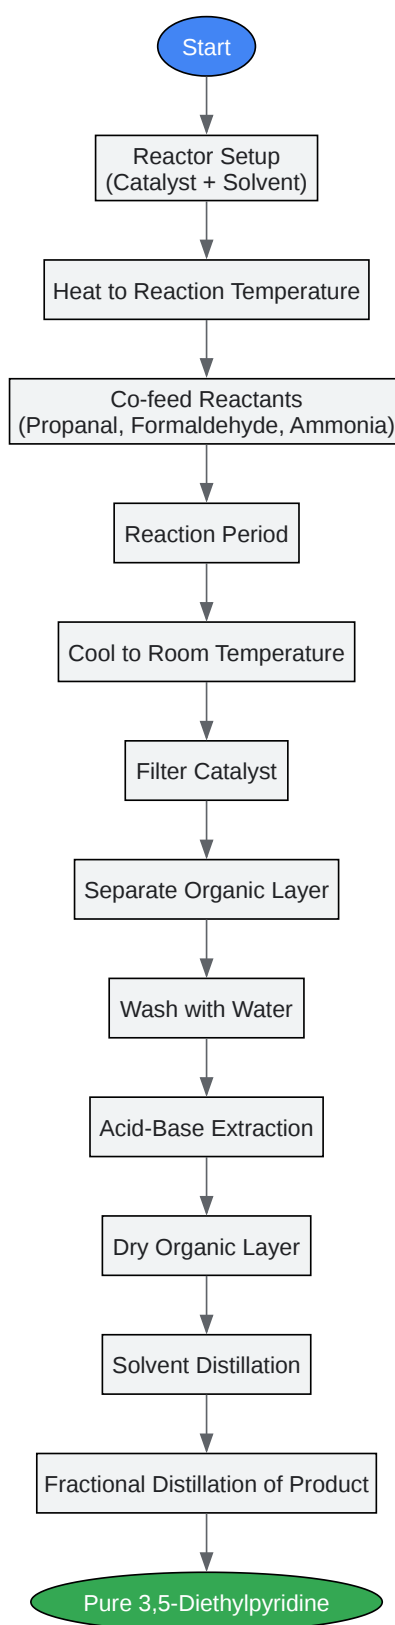 Start
Reactor Setup
(Catalyst + Solvent)
Heat to Reaction Temperature
Co-feed Reactants
(Propanal, Formaldehyde, Ammonia)
Reaction Period
Cool to Room Temperature
Filter Catalyst
Separate Organic Layer
Wash with Water
Acid-Base Extraction
Dry Organic Layer
Solvent Distillation
Fractional Distillation of Product
Pure 3,5-Diethylpyridine